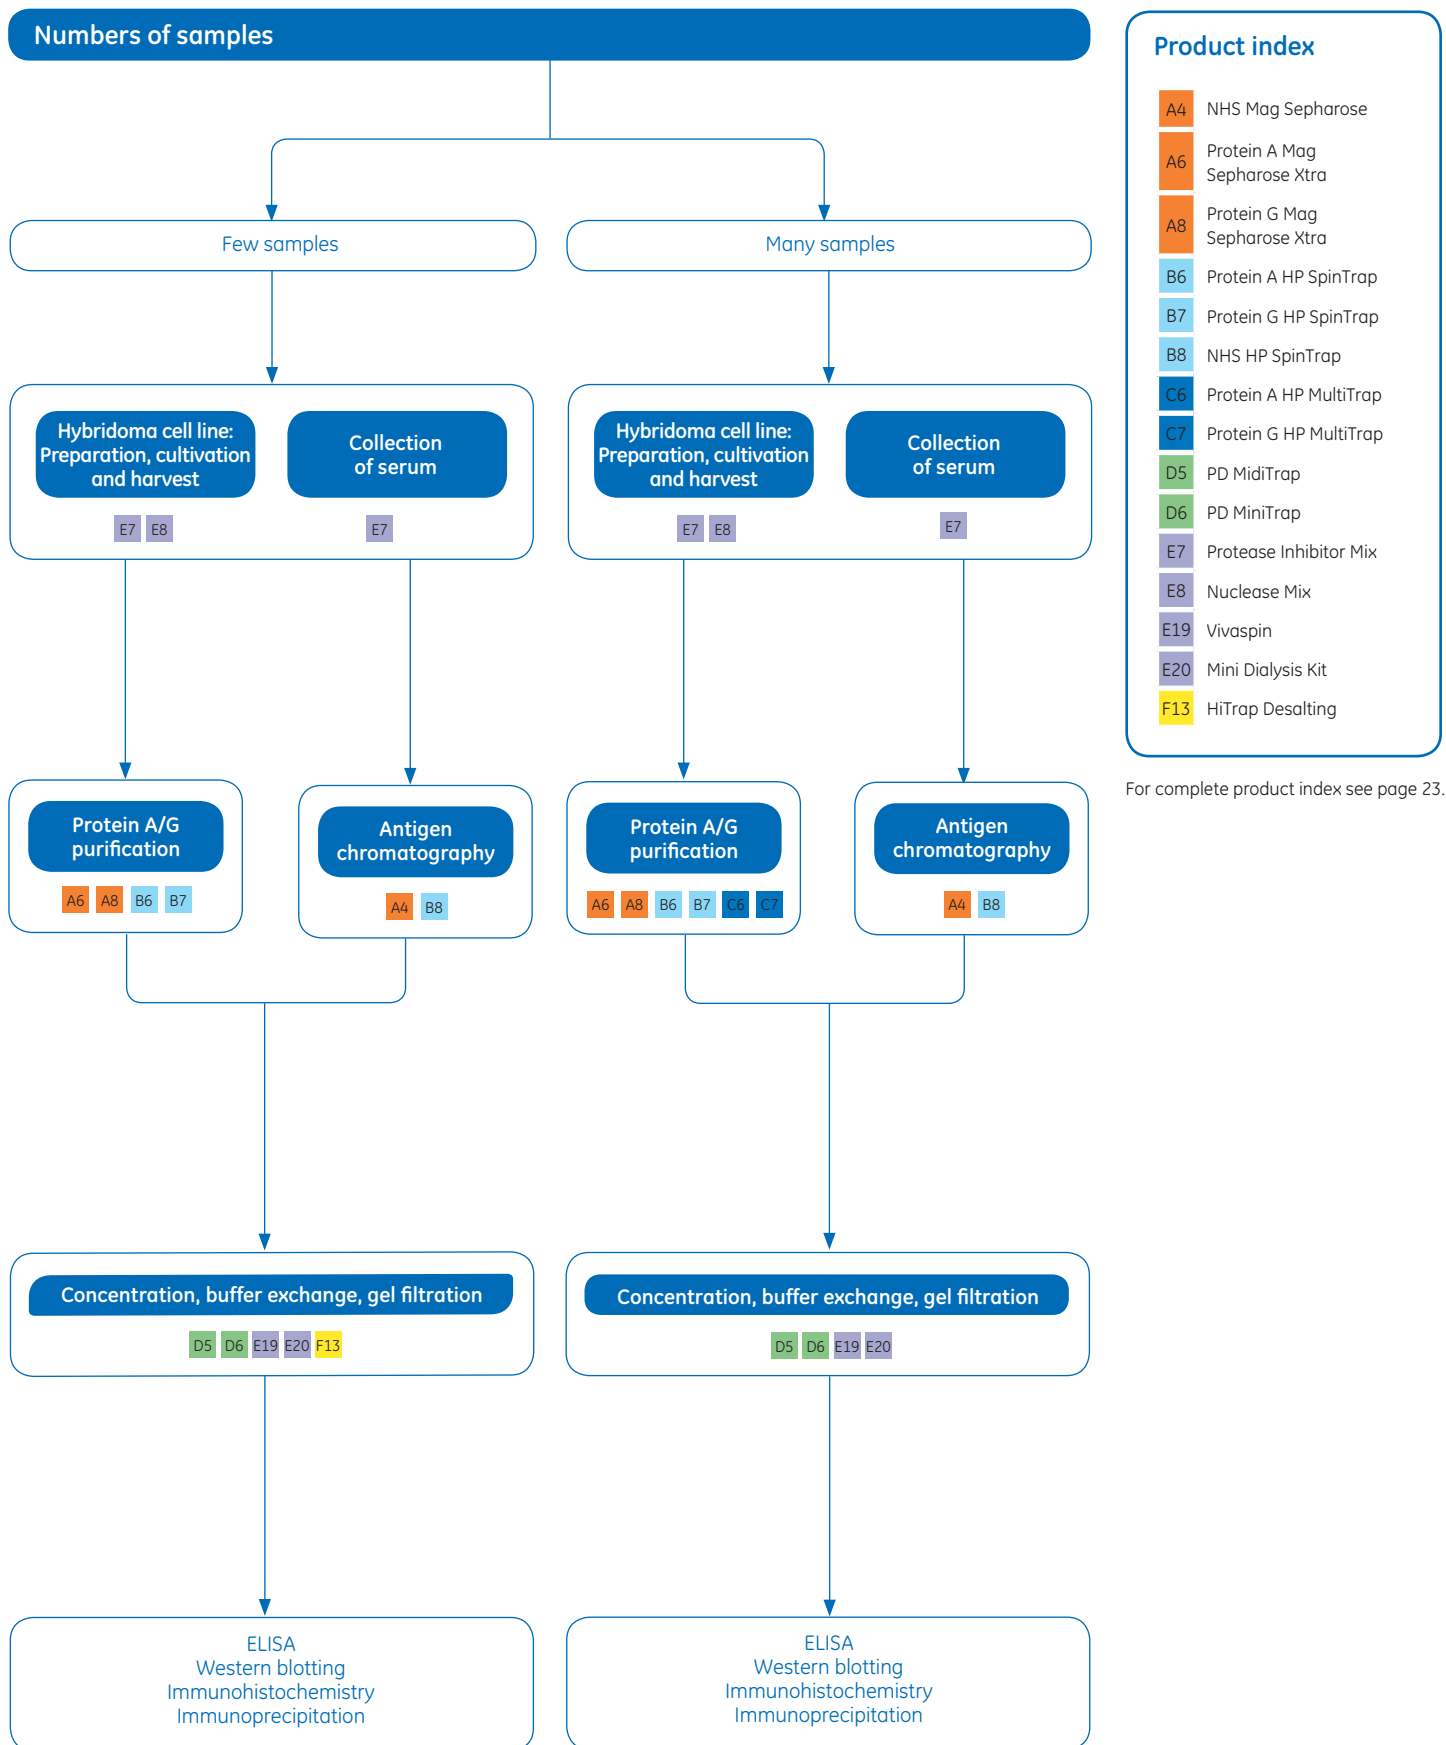 Numbers of samples
Few samples
Many samples
Hybridoma cell line:
Preparation, cultivation
and harvest
E7 E8
Collection
of serum
E7
Hybridoma cell line:
Preparation, cultivation
and harvest
E7 E8
Collection
of serum
E7
Protein A/G
purification
A6 A8 B6 B7
Antigen
chromatography
A4 B8
Protein A/G
purification
A6 A8 B6 B7 C6 C7
Antigen
chromatography
A4 B8
Concentration, buffer exchange, gel filtration
D5 D6 E19 E20 F13
Concentration, buffer exchange, gel filtration
D5 D6 E19 E20
ELISA
Western blotting
Immunohistochemistry
Immunoprecipitation
ELISA
Western blotting
Immunohistochemistry
Immunoprecipitation
Product index
A4 NHS Mag Sepharose
A6 Protein A Mag
Sepharose Xtra
A8 Protein G Mag
Sepharose Xtra
B6 Protein A HP SpinTrap
B7 Protein G HP SpinTrap
B8 NHS HP SpinTrap
C6 Protein A HP MultiTrap
C7 Protein G HP MultiTrap
D5 PD MidiTrap
D6 PD MiniTrap
E7 Protease Inhibitor Mix
E8 Nuclease Mix
E19 Vivaspin
E20 Mini Dialysis Kit
F13 HiTrap Desalting
For complete product index see page 23.